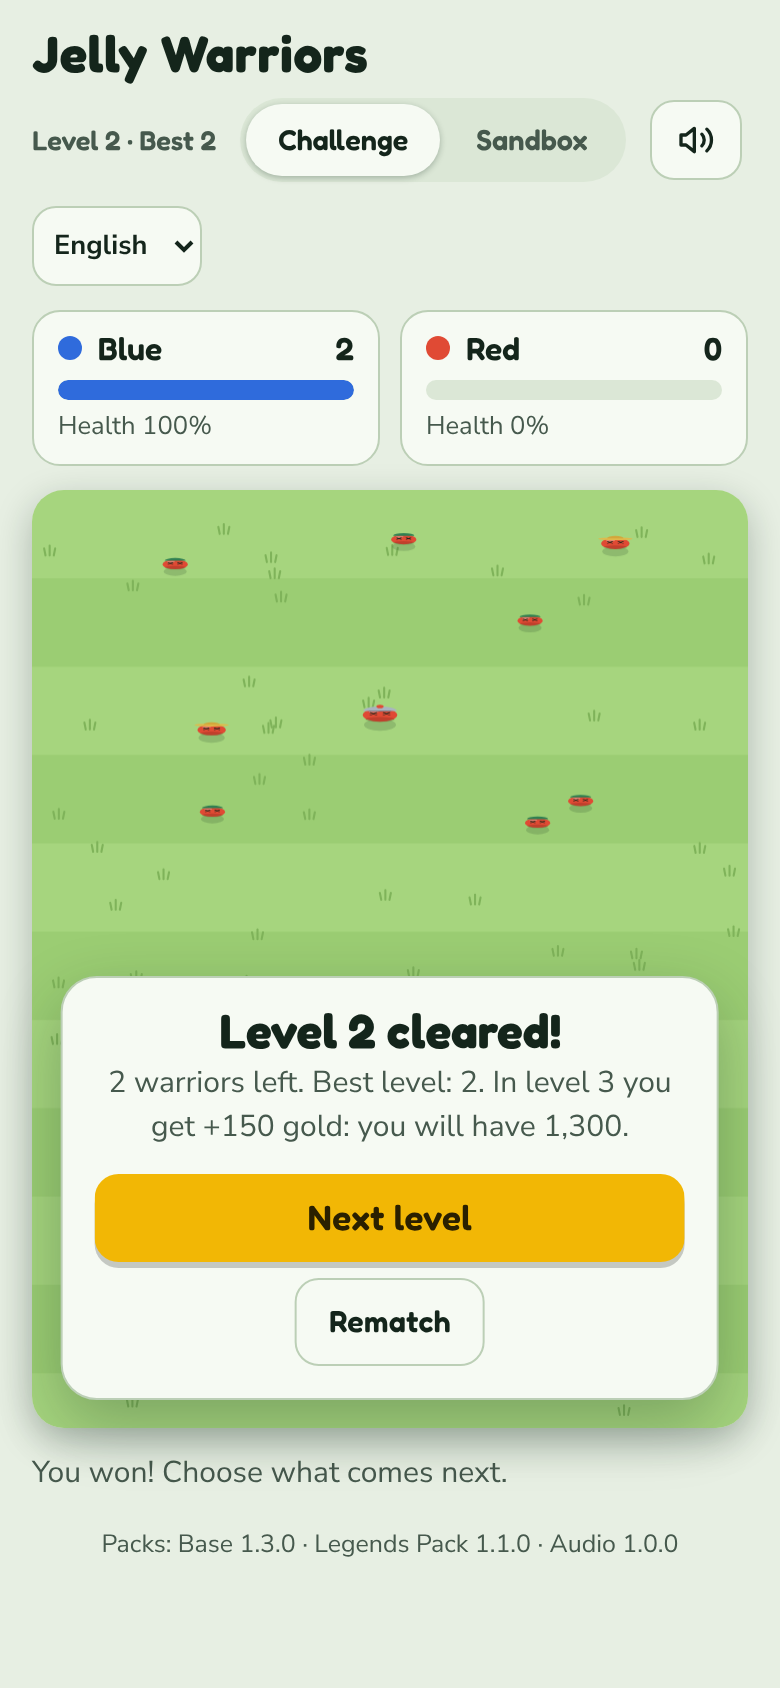 Jelly Warriors
Level 2 · Best 2
Challenge
Sandbox
English
Blue
2
Health 100%
Red
0
Health 0%
Level 2 cleared!
2 warriors left. Best level: 2. In level 3 you
get +150 gold: you will have 1,300.
Next level
Rematch
You won! Choose what comes next.
Packs: Base 1.3.0 · Legends Pack 1.1.0 · Audio 1.0.0